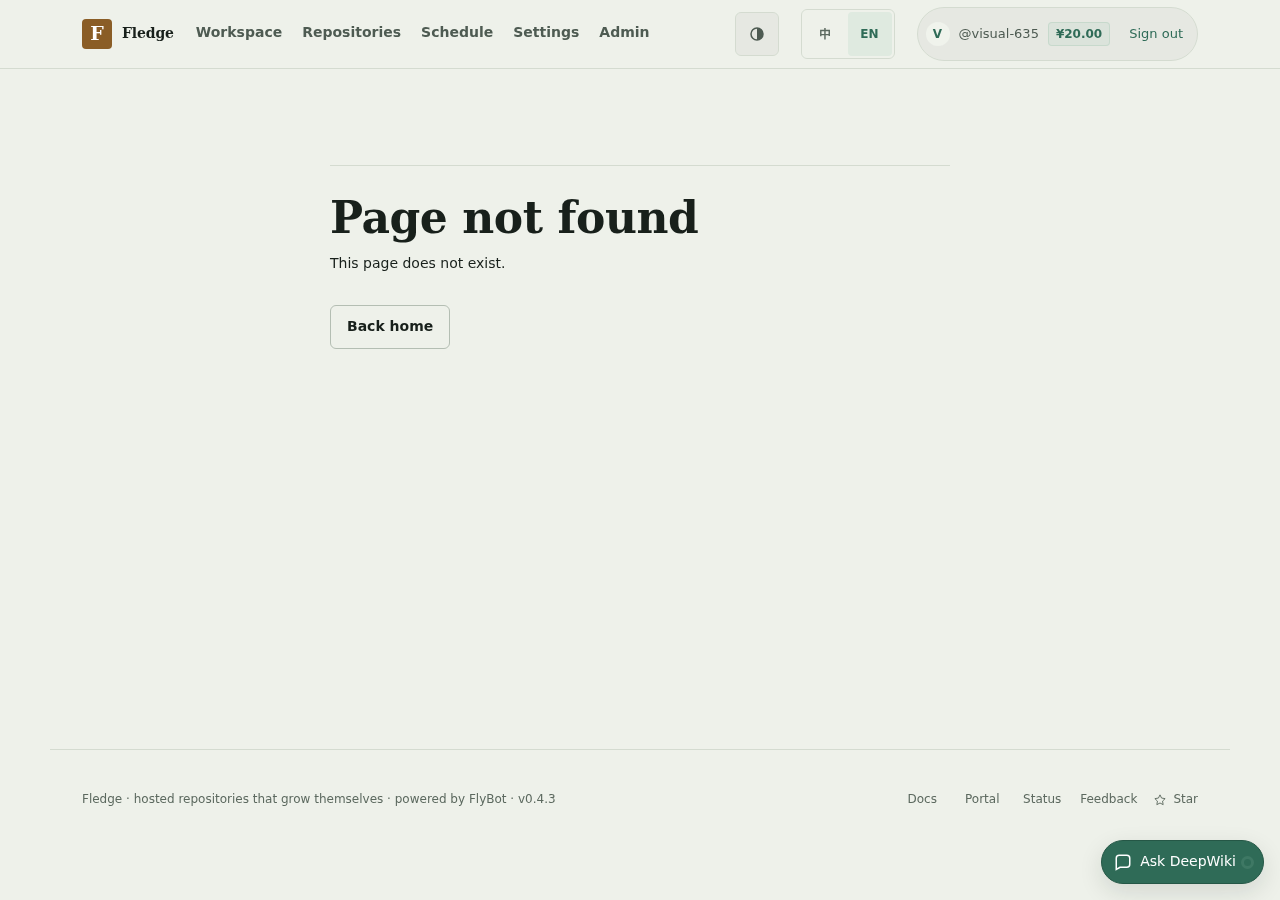 F Fledge Workspace Repositories Schedule Settings Admin 中 EN V @visual-635 ¥20.00 Sign out
Page not found
This page does not exist.
Back home
Fledge · hosted repositories that grow themselves · powered by FlyBot · v0.4.3 Docs Portal Status Feedback Star
Ask DeepWiki